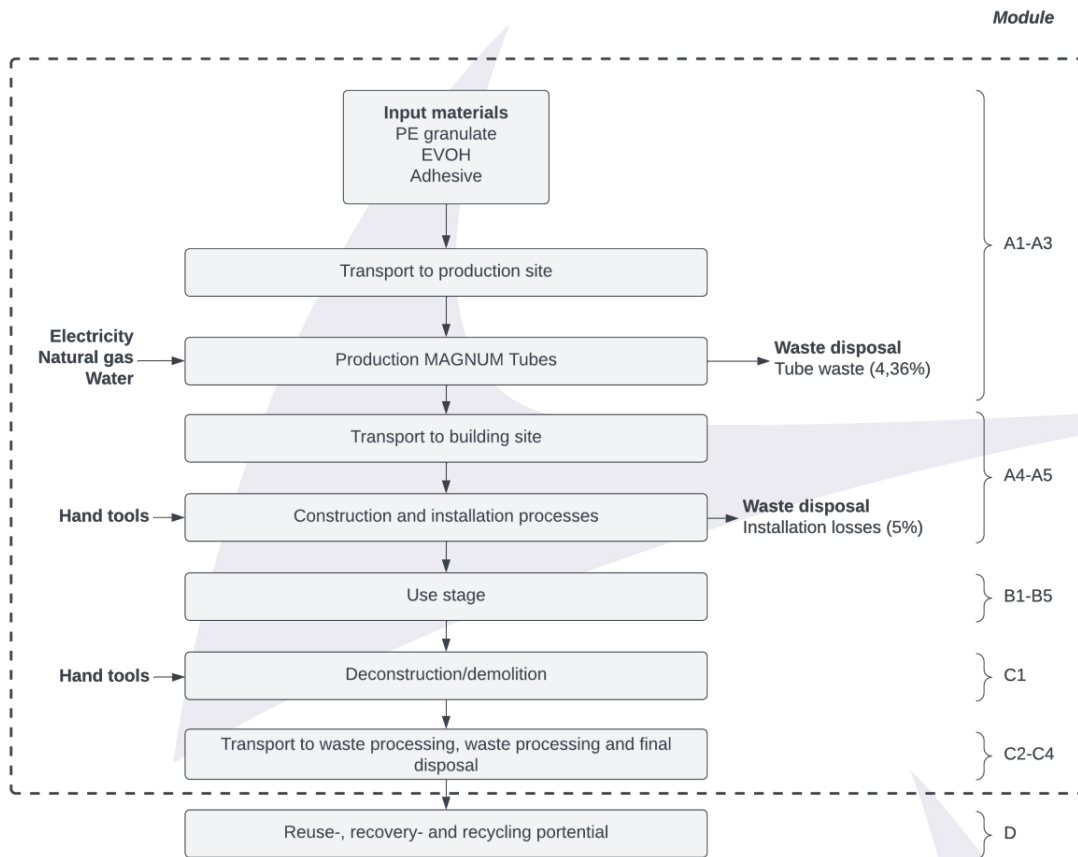 Module
Input materials
PE granulate
EVOH
Adhesive
A1-A3
Transport to production site
Electricity
Natural gas
Water
Production MAGNUM Tubes
Waste disposal
Tube waste (4,36%)
Transport to building site
A4-A5
Hand tools
Construction and installation processes
Waste disposal
Installation losses (5%)
Use stage
B1-B5
Hand tools
Deconstruction/demolition
C1
Transport to waste processing, waste processing and final
disposal
C2-C4
Reuse-, recovery- and recycling portential
D